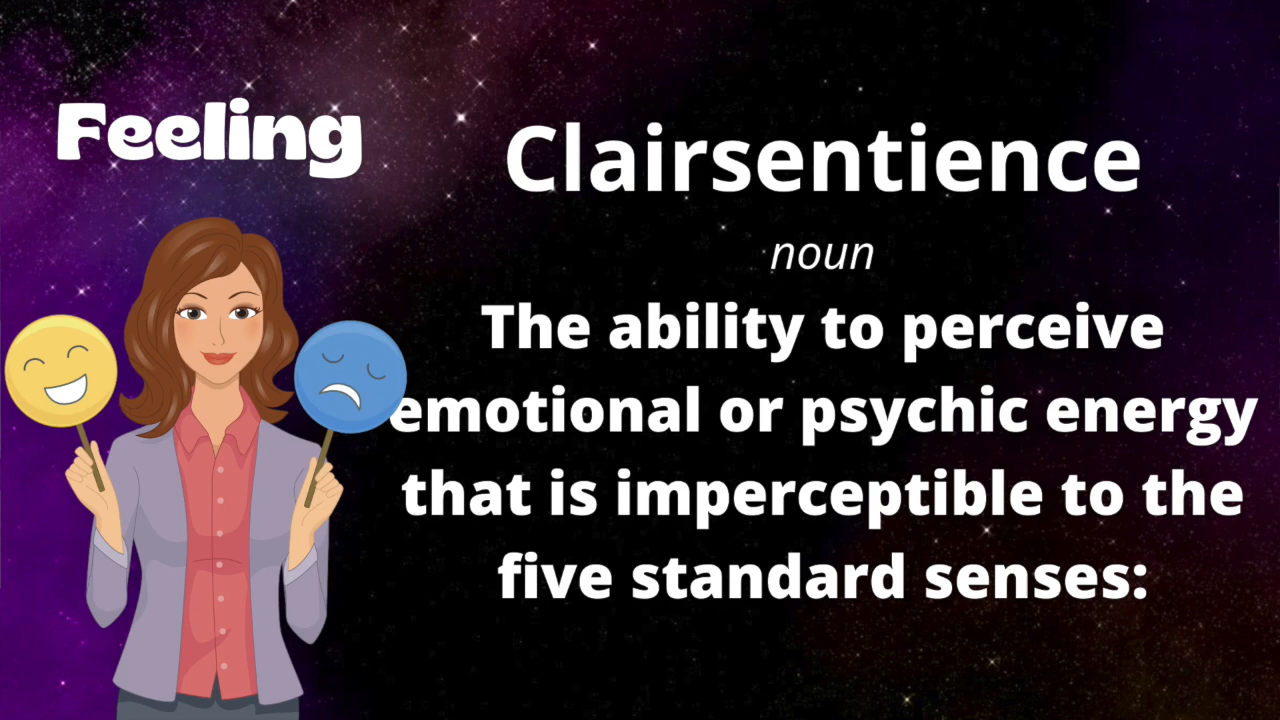 Feeling
Clairsentience
noun
The ability to perceive
emotional or psychic energy
that is imperceptible to the
five standard senses: